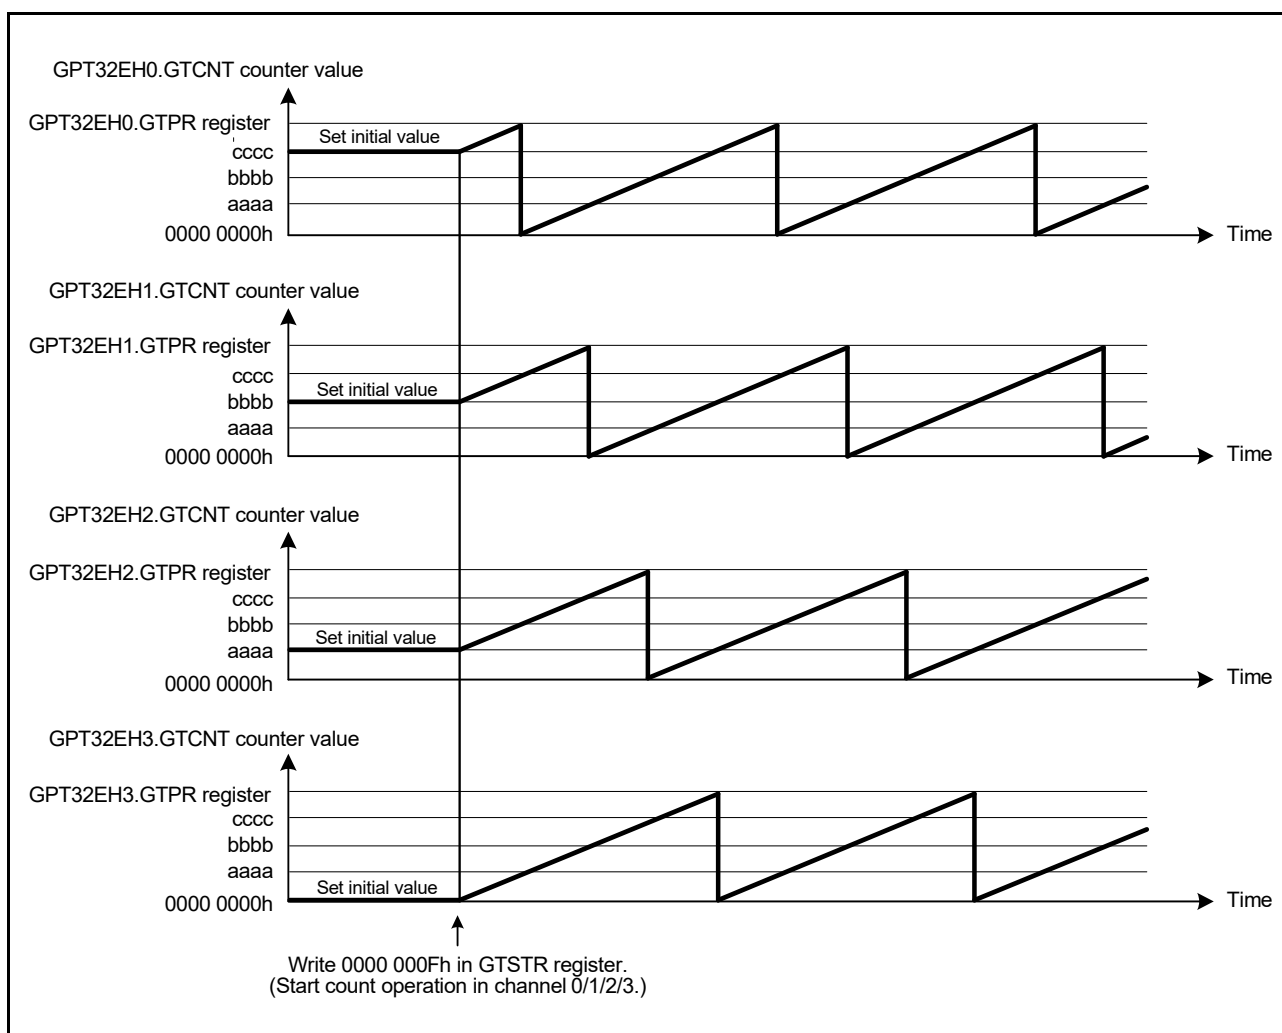 GPT32EH0.GTCNT counter value
GPT32EH0.GTPR register
Set initial value
cccc
bbbb
aaaa
0000 0000h
Time
GPT32EH1.GTCNT counter value
GPT32EH1.GTPR register
cccc
Set initial value
bbbb
aaaa
0000 0000h
Time
GPT32EH2.GTCNT counter value
GPT32EH2.GTPR register
cccc
bbbb
Set initial value
aaaa
0000 0000h
Time
GPT32EH3.GTCNT counter value
GPT32EH3.GTPR register
cccc
bbbb
aaaa
Set initial value
0000 0000h
Time
Write 0000 000Fh in GTSTR register.
(Start count operation in channel 0/1/2/3.)